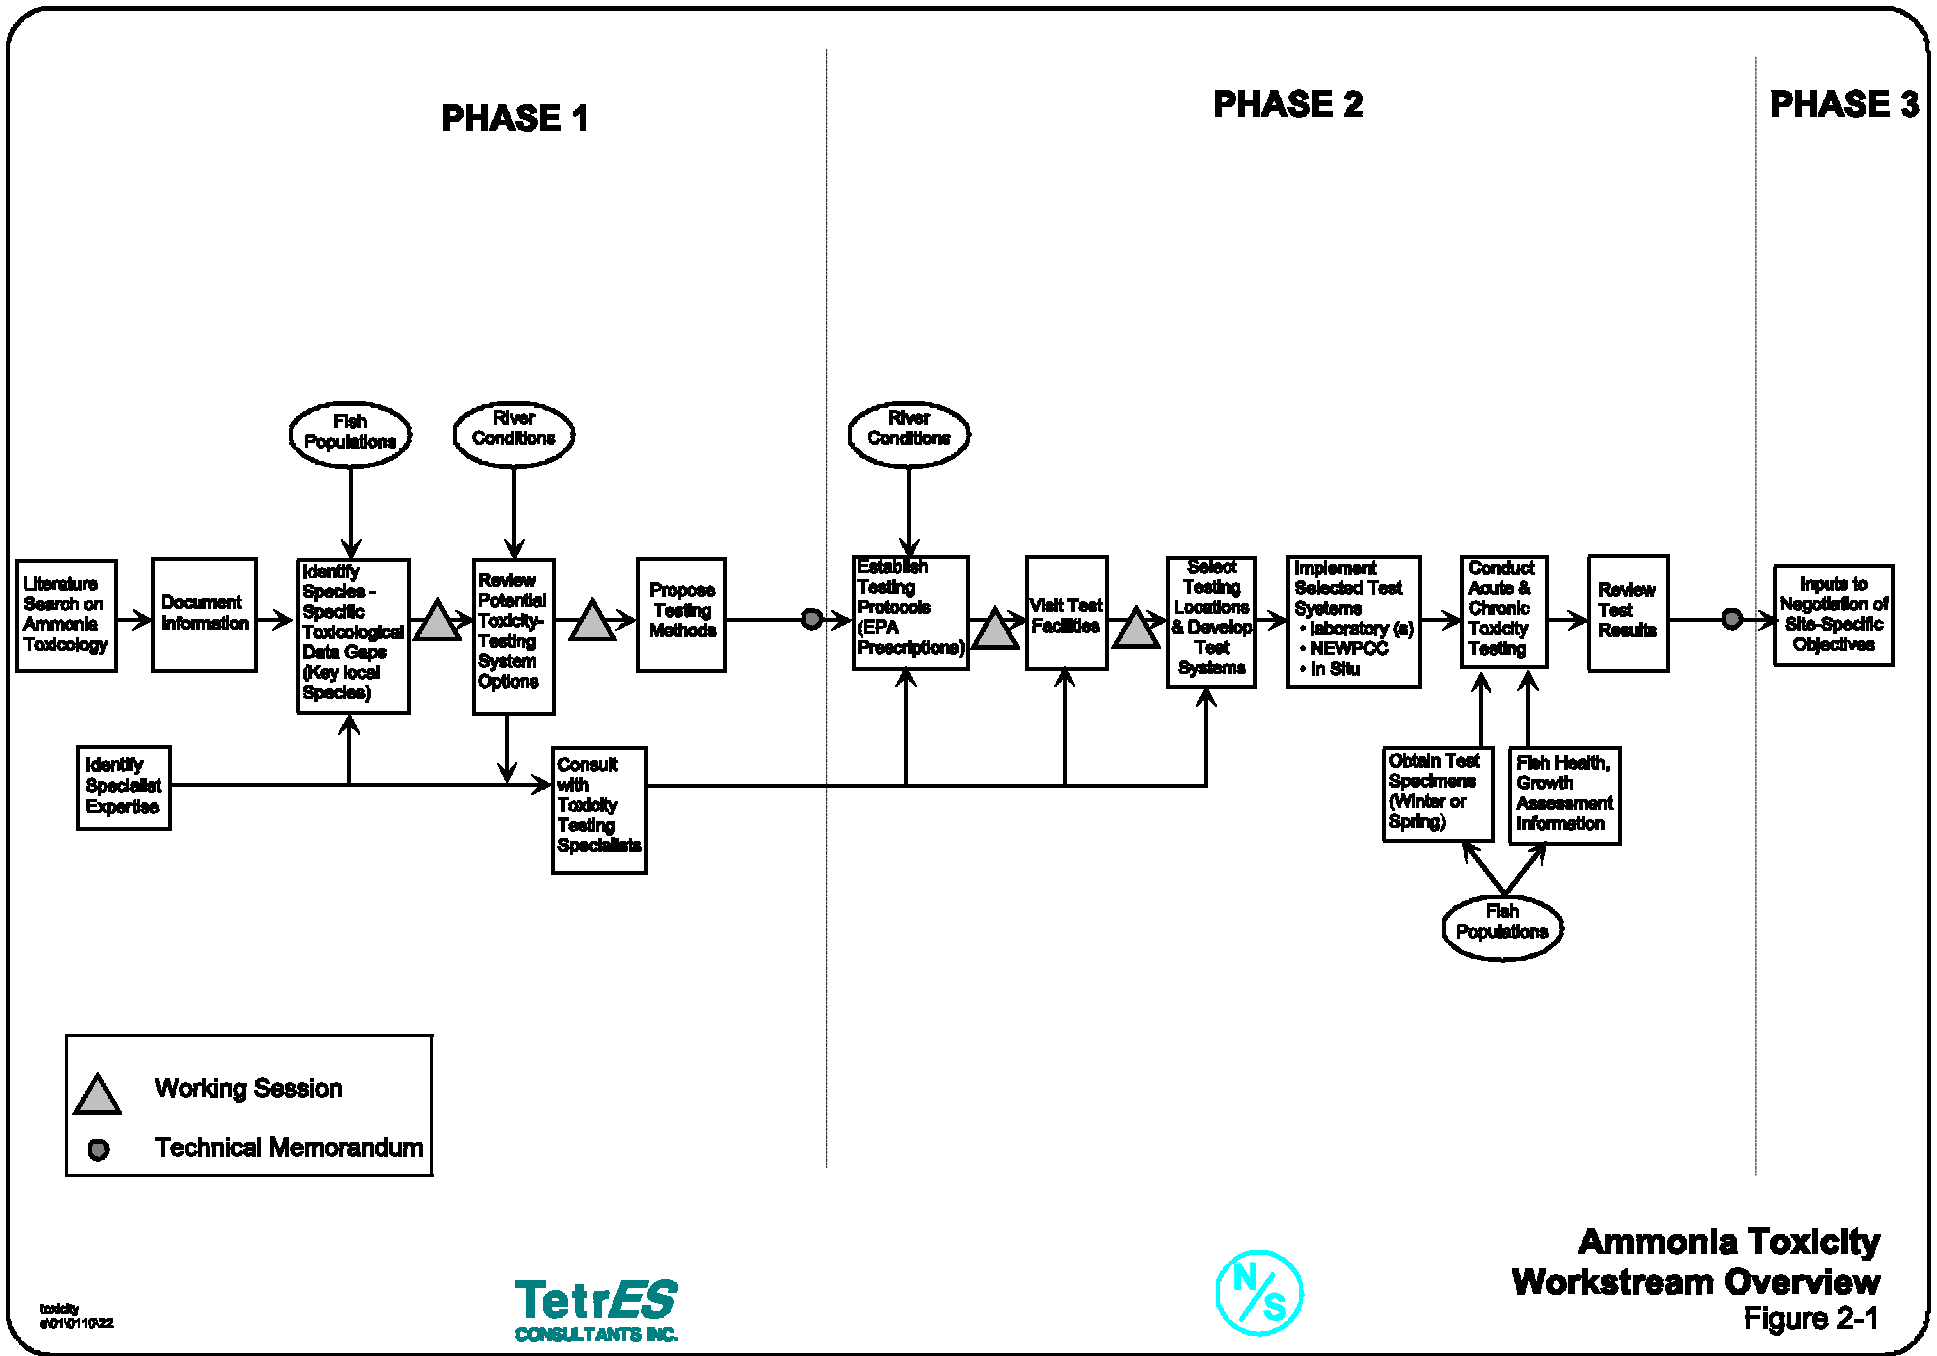 PHASE 1
PHASE 2
PHASE 3
Fish
Populations
River
Conditions
River
Conditions
Literature
Search on
Ammonia
Toxicology
Document
Information
Identify
Species -
Specific
Toxicological
Data Gaps
(Key local
Species)
Review
Potential
Toxicity-
Testing
System
Options
Propose
Testing
Methods
Establish
Testing
Protocols
(EPA
Prescriptions)
Visit Test
Facilities
Select
Testing
Locations
& Develop
Test
Systems
Implement
Selected Test
Systems
• laboratory (s)
• NEWPCC
• In Situ
Conduct
Acute &
Chronic
Toxicity
Testing
Review
Test
Results
Inputs to
Negotiation of
Site-Specific
Objectives
Identify
Specialist
Expertise
Consult
with
Toxicity
Testing
Specialists
Obtain Test
Specimens
(Winter or
Spring)
Fish Health,
Growth
Assessment
Information
Fish
Populations
Working Session
Technical Memorandum
Ammonia Toxicity
Workstream Overview
Figure 2-1
TetrES
CONSULTANTS INC.
N/S
toxicity
s\01\0110\22